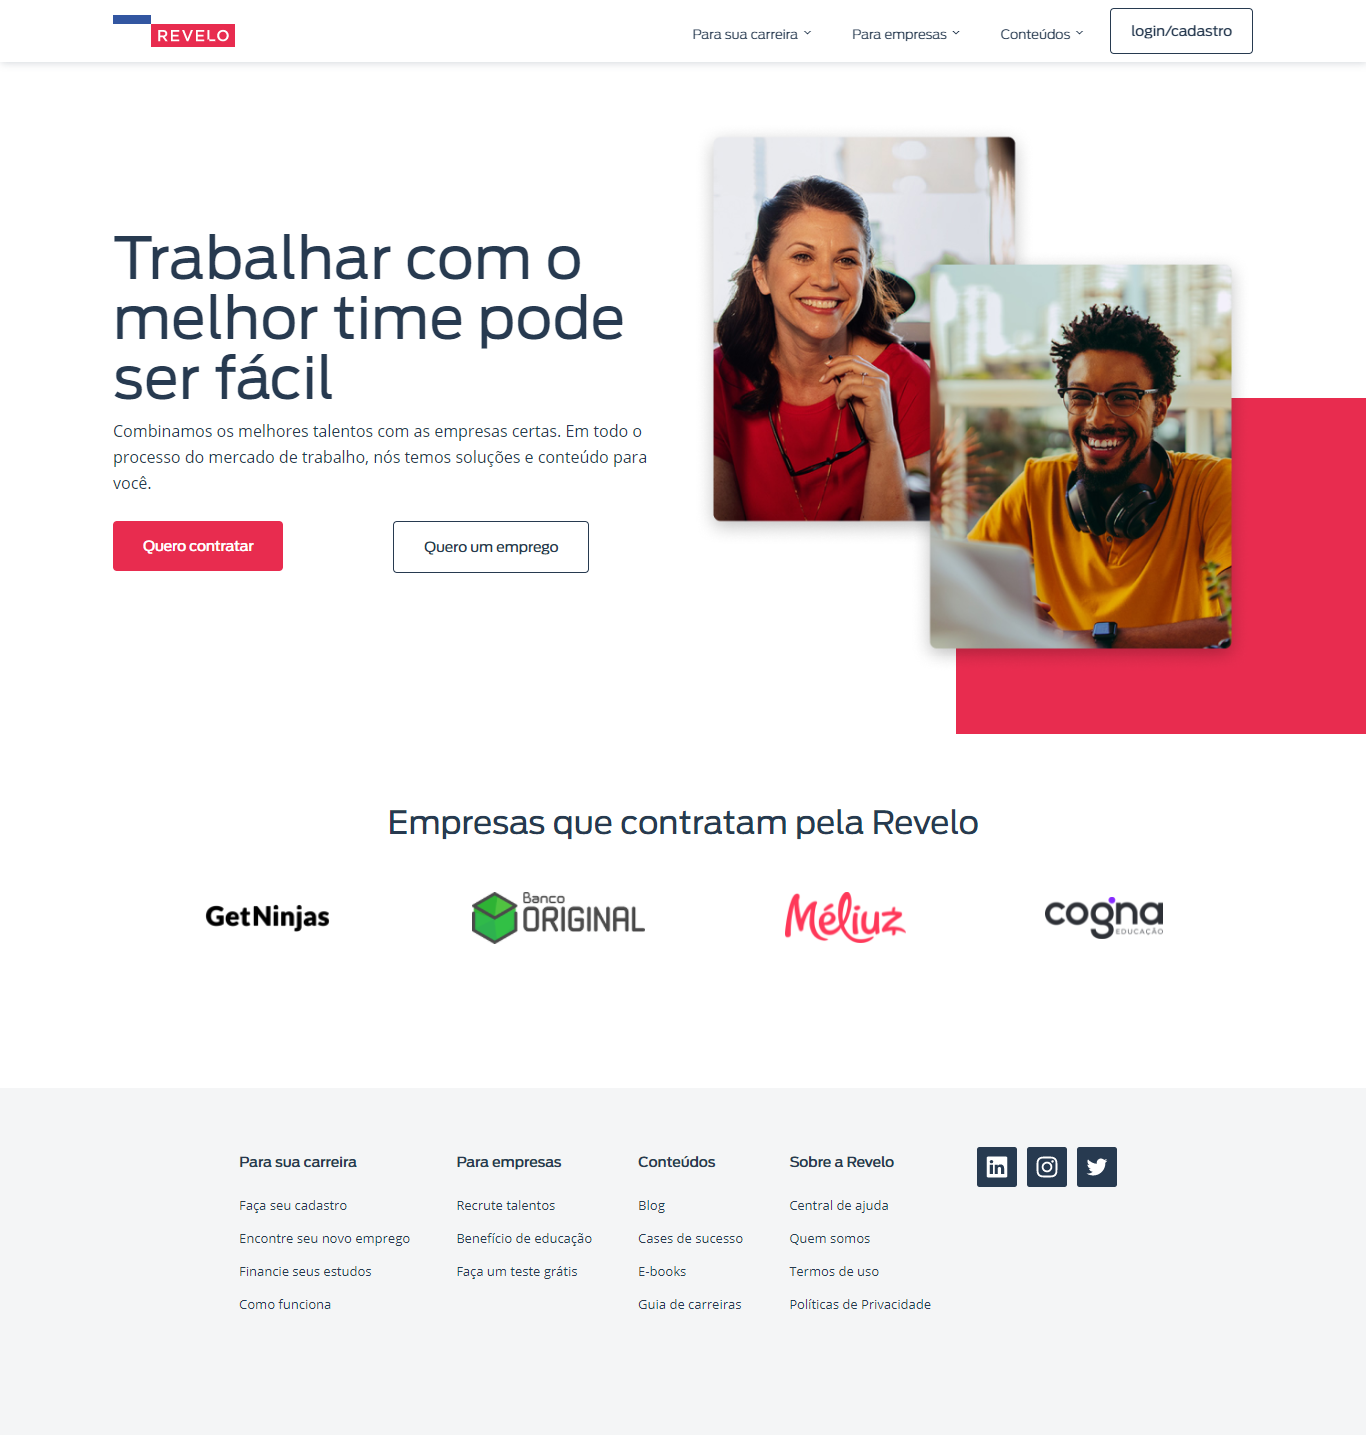 REVELO
Para sua carreira
Para empresas
Conteúdos
login/cadastro
Trabalhar com o
melhor time pode
ser fácil
Combinamos os melhores talentos com as empresas certas. Em todo o
processo do mercado de trabalho, nós temos soluções e conteúdo para
você.
Quero contratar
Quero um emprego
Empresas que contratam pela Revelo
GetNinjas
Banco
ORIGINAL
Méliuz
cogna
EDUCAÇÃO
Para sua carreira
Faça seu cadastro
Encontre seu novo emprego
Financie seus estudos
Como funciona
Para empresas
Recrute talentos
Benefício de educação
Faça um teste grátis
Conteúdos
Blog
Cases de sucesso
E-books
Guia de carreiras
Sobre a Revelo
Central de ajuda
Quem somos
Termos de uso
Políticas de Privacidade